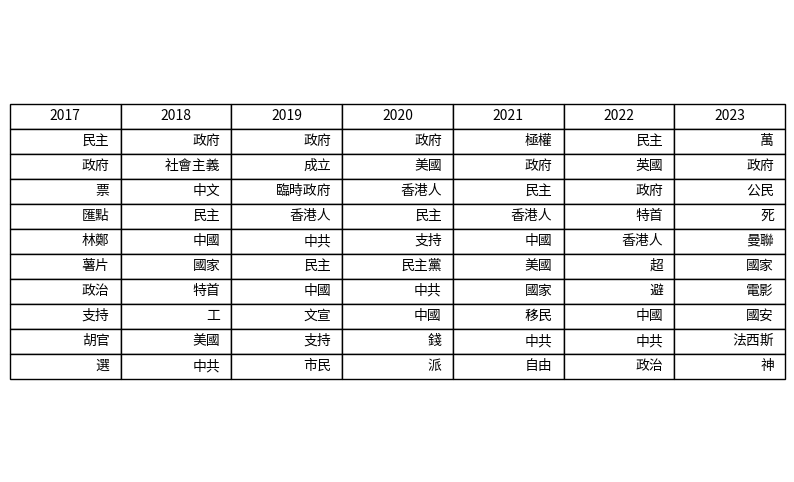 2017 2018 2019 2020 2021 2022 2023
民主 政府 政府 政府 極權 民主 萬
政府 社會主義 成立 美國 政府 英國 政府
票 中文 臨時政府 香港人 民主 政府 公民
匯點 民主 香港人 民主 香港人 特首 死
林鄭 中國 中共 支持 中國 香港人 曼聯
薯片 國家 民主 民主黨 美國 超 國家
政治 特首 中國 中共 國家 避 電影
支持 工 文宣 中國 移民 中國 國安
胡官 美國 支持 錢 中共 中共 法西斯
選 中共 市民 派 自由 政治 神